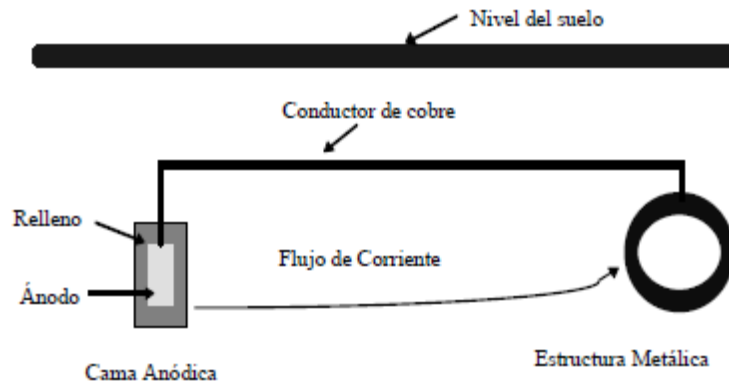 Nivel del suelo
Conductor de cobre
Relleno
Flujo de Corriente
Ánodo
Estructura Metálica
Cama Anódica